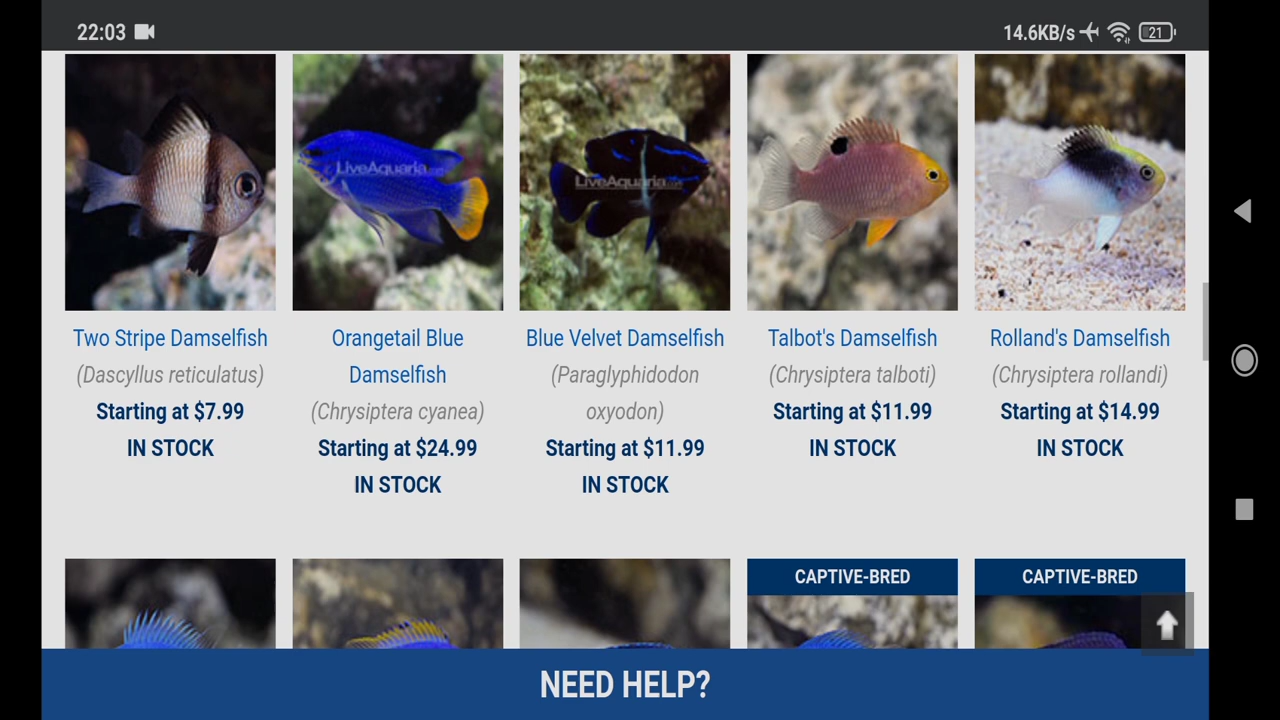 22:03
14.6KB/s
21
LiveAquaria
LiveAquaria
Two Stripe Damselfish
(Dascyllus reticulatus)
Starting at $7.99
IN STOCK
Orangetail Blue
Damselfish
(Chrysiptera cyanea)
Starting at $24.99
IN STOCK
Blue Velvet Damselfish
(Paraglyphidodon
oxyodon)
Starting at $11.99
IN STOCK
Talbot's Damselfish
(Chrysiptera talboti)
Starting at $11.99
IN STOCK
Rolland's Damselfish
(Chrysiptera rollandi)
Starting at $14.99
IN STOCK
CAPTIVE-BRED
CAPTIVE-BRED
NEED HELP?